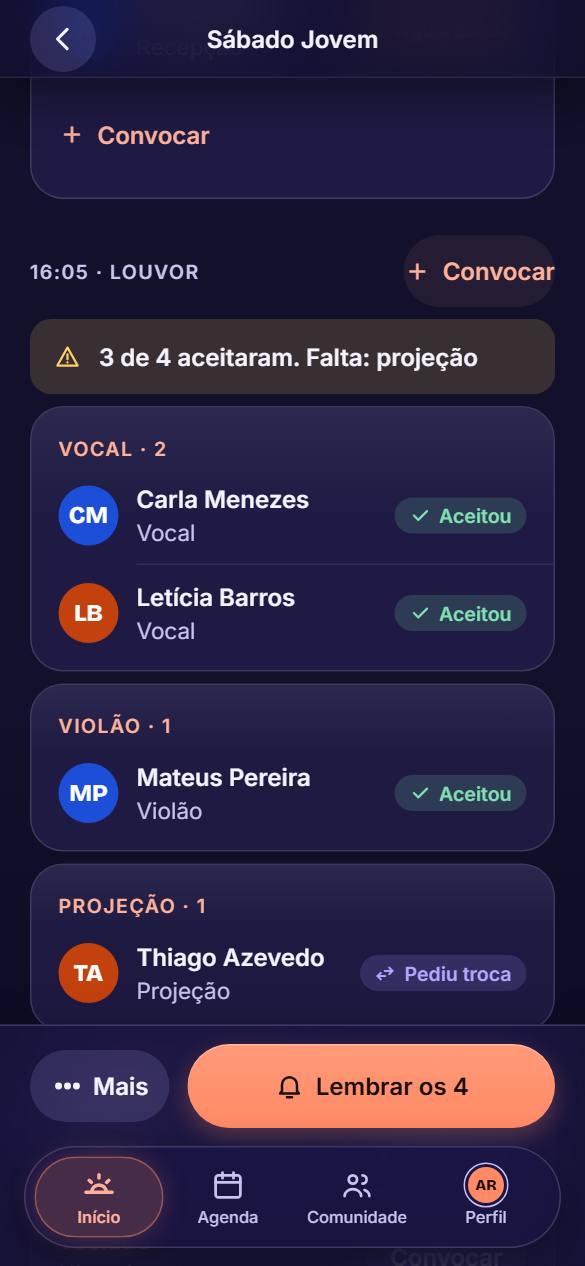 Sábado Jovem
+ Convocar
16:05 · LOUVOR
+ Convocar
3 de 4 aceitaram. Falta: projeção
VOCAL · 2
CM
Carla Menezes
Aceitou
Vocal
LB
Letícia Barros
Aceitou
Vocal
VIOLÃO · 1
MP
Mateus Pereira
Aceitou
Violão
PROJEÇÃO · 1
TA
Thiago Azevedo
Pediu troca
Projeção
••• Mais
Lembrar os 4
AR
Início
Agenda
Comunidade
Perfil
Convocar